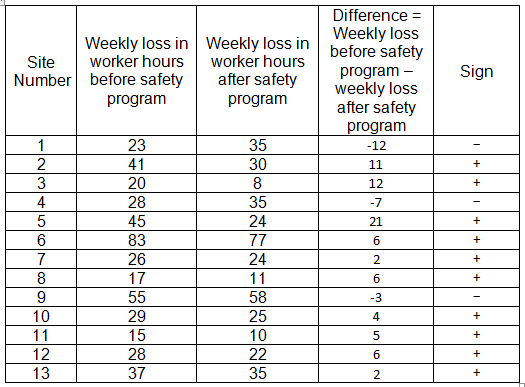 Site Number | Weekly loss in worker hours before safety program | Weekly loss in worker hours after safety program | Difference = Weekly loss before safety program – weekly loss after safety program | Sign
1 | 23 | 35 | -12 | −
2 | 41 | 30 | 11 | +
3 | 20 | 8 | 12 | +
4 | 28 | 35 | -7 | −
5 | 45 | 24 | 21 | +
6 | 83 | 77 | 6 | +
7 | 26 | 24 | 2 | +
8 | 17 | 11 | 6 | +
9 | 55 | 58 | -3 | −
10 | 29 | 25 | 4 | +
11 | 15 | 10 | 5 | +
12 | 28 | 22 | 6 | +
13 | 37 | 35 | 2 | +